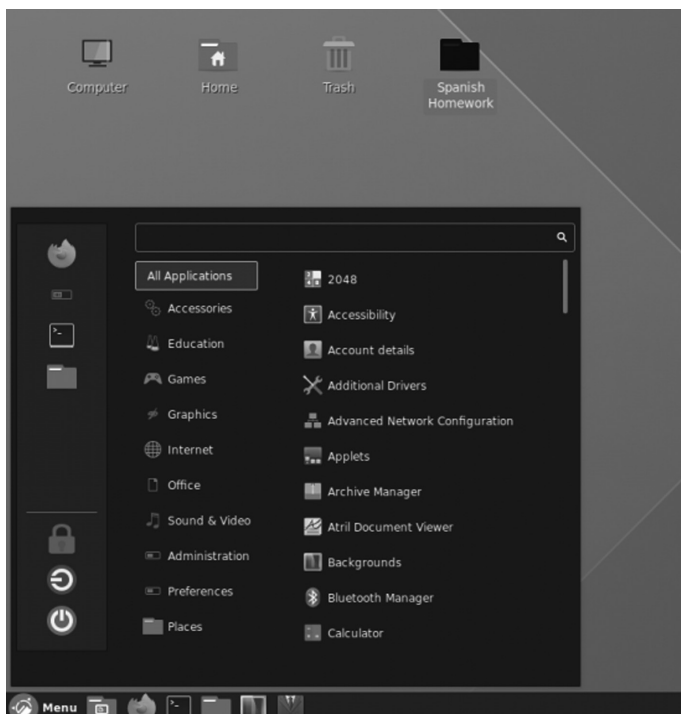 Computer
Home
Trash
Spanish
Homework
All Applications
Accessories
Education
Games
Graphics
Internet
Office
Sound & Video
Administration
Preferences
Places
2048
Accessibility
Account details
Additional Drivers
Advanced Network Configuration
Applets
Archive Manager
Atril Document Viewer
Backgrounds
Bluetooth Manager
Calculator
Menu